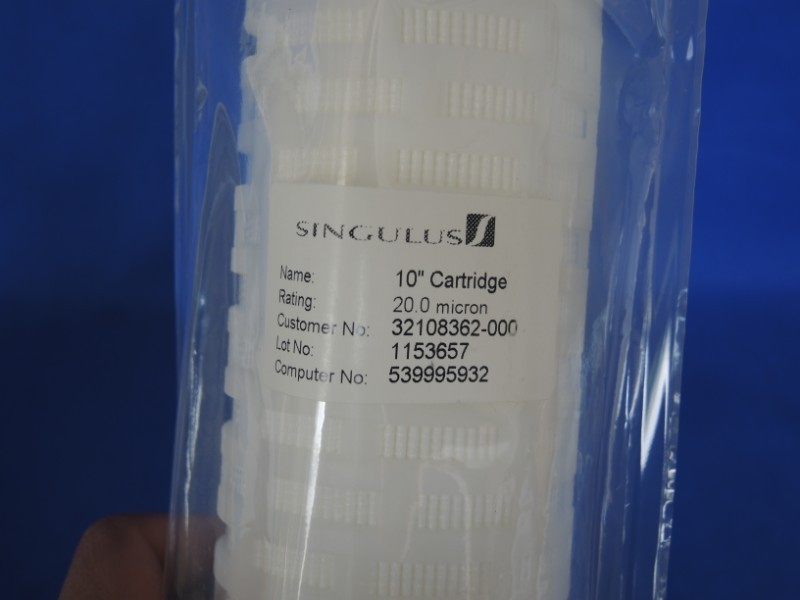 SINGULUS
Name: 10" Cartridge
Rating: 20.0 micron
Customer No: 32108362-000
Lot No: 1153657
Computer No: 539995932